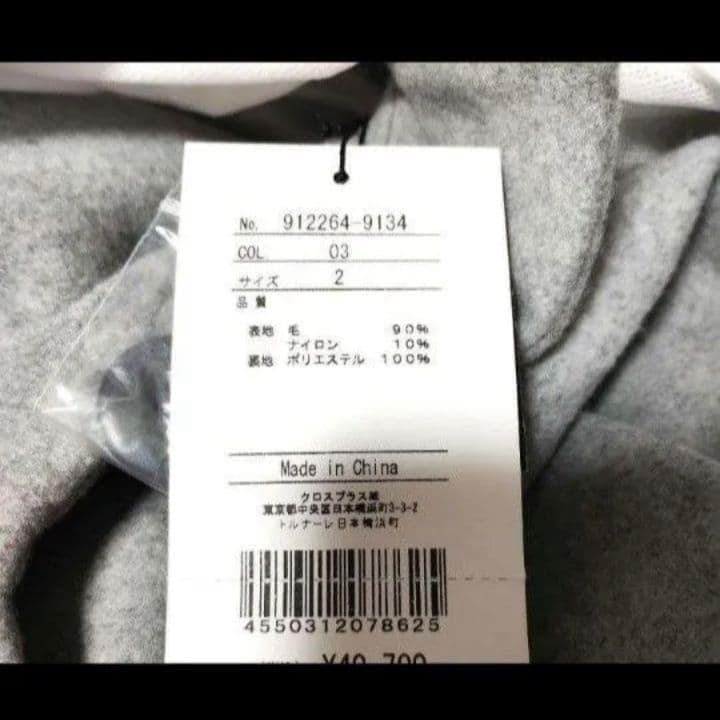 No. 912264-9134
COL 03
サイズ 2
品質
表地 毛 90%
ナイロン 10%
裏地 ポリエステル 100%
Made in China
クロスプラス㈱
東京都中央区日本橋浜町3-3-2
トルナーレ日本橋浜町
4550312078625